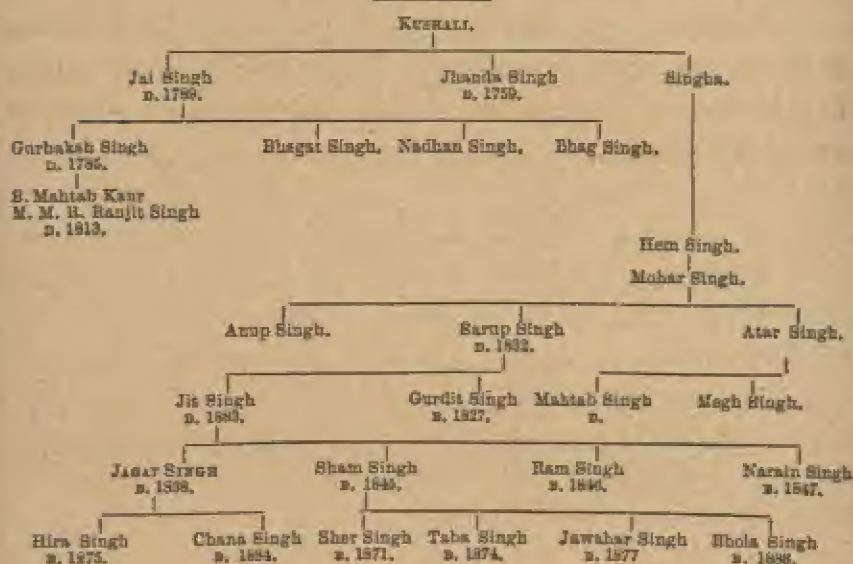 KUSHALI.
Jai Singh Jhanda Singh Singha.
D. 1789. D. 1759.
Gurbaksh Singh Bhagat Singh. Nadhan Singh. Bhag Singh.
D. 1785.
B. Mahtab Kaur
M. M. R. Ranjit Singh
D. 1813.
Hem Singh.
Mohar Singh.
Anup Singh. Sarup Singh Atar Singh.
D. 1832.
Jit Singh Gurdit Singh Mahtab Singh Megh Singh.
D. 1883. B. 1827. D.
JAGAT SINGH Sham Singh Ram Singh Narain Singh
B. 1838. B. 1845. B. 1846. B. 1847.
Hira Singh Chana Singh Sher Singh Taba Singh Jawahar Singh Bhola Singh
B. 1875. B. 1894. B. 1871. B. 1874. B. 1877 B. 1886.